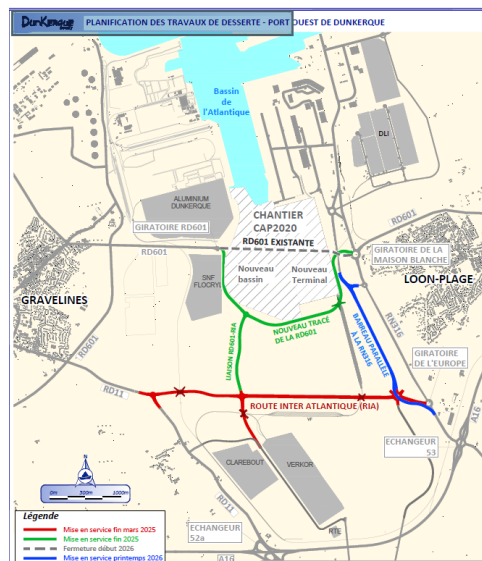 DunKerque
PLANIFICATION DES TRAVAUX DE DESSERTE - PORT OUEST DE DUNKERQUE
Bassin
de
l'Atlantique
DLI
ALUMINIUM
DUNKERQUE
CHANTIER
CAP2020
RD601
GIRATOIRE RD601
RD601 EXISTANTE
RD601
GIRATOIRE DE LA
MAISON BLANCHE
SNF
FLOCRYL
Nouveau
bassin
Nouveau
Terminal
LOON-PLAGE
GRAVELINES
RD601
LIAISON RD601-RIA
NOUVEAU TRACÉ
DE LA RD601
BARREAU PARALLÈLE
À LA RN316
RN316
GIRATOIRE
DE L'EUROPE
RD11
ROUTE INTER ATLANTIQUE (RIA)
A16
ECHANGEUR
53
CLAREBOUT
VERKOR
RD11
RTE
ECHANGEUR
52a
A16
0m 500m 1000m
Légende
Mise en service fin mars 2025
Mise en service fin 2025
Fermeture début 2026
Mise en service printemps 2026